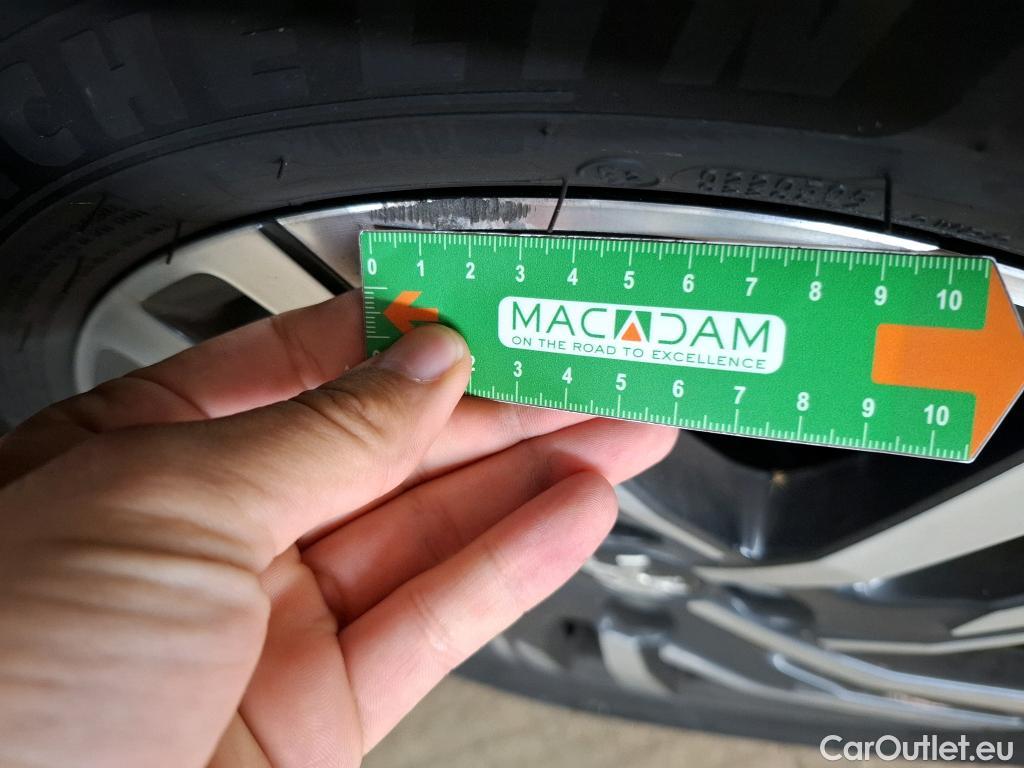 CHELIN
0 1 2 3 4 5 6 7 8 9 10
MACADAM
ON THE ROAD TO EXCELLENCE
3 4 5 6 7 8 9 10
CarOutlet.eu